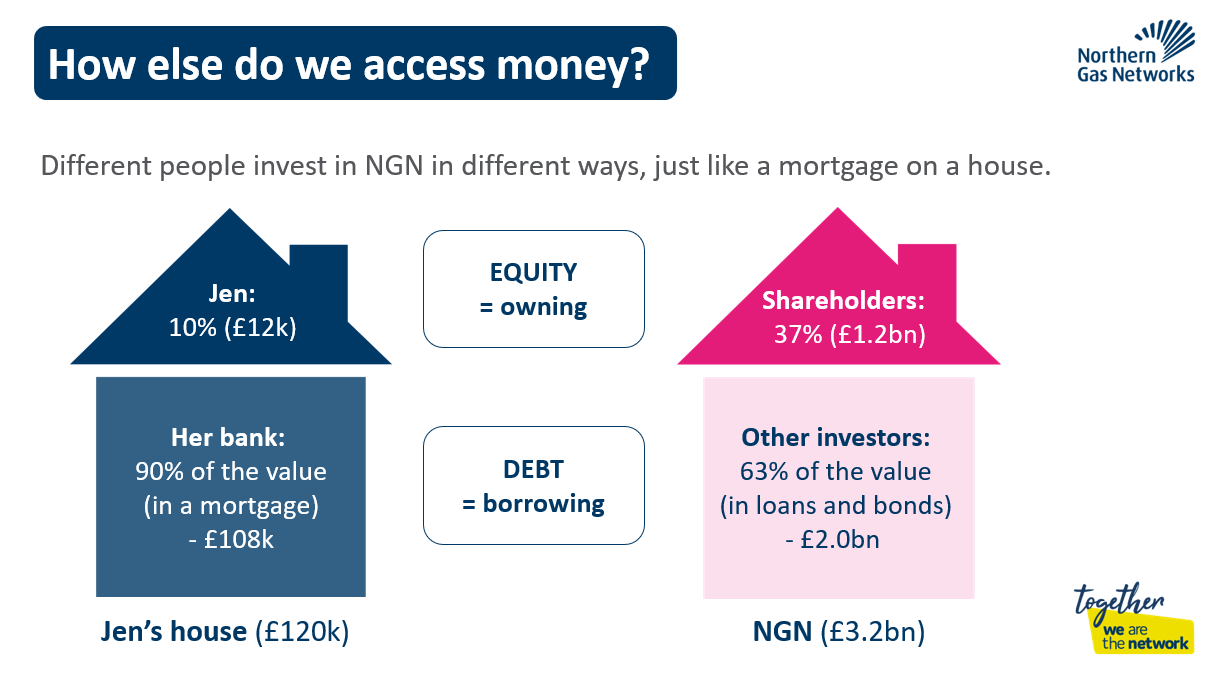 How else do we access money?
Northern
Gas Networks
Different people invest in NGN in different ways, just like a mortgage on a house.
Jen:
10% (£12k)
EQUITY
= owning
Shareholders:
37% (£1.2bn)
Her bank:
90% of the value
(in a mortgage)
- £108k
DEBT
= borrowing
Other investors:
63% of the value
(in loans and bonds)
- £2.0bn
Jen’s house (£120k)
NGN (£3.2bn)
together
we are
the network